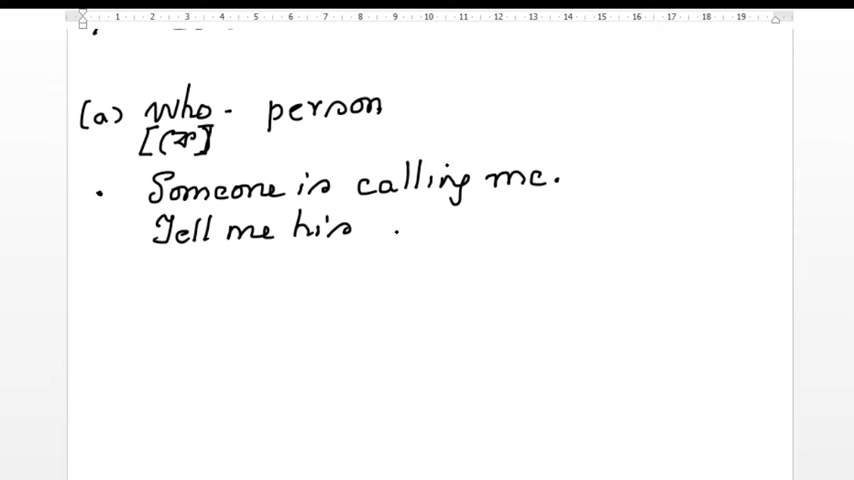 1 2 3 4 5 6 7 8 9 10 11 12 13 14 15 16 17 18 19
(a) Who - person
[কে]
• Someone is calling me.
Tell me his .